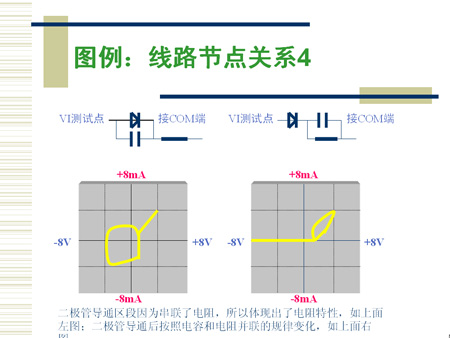 图例：线路节点关系4
VI测试点 接COM端 VI测试点 接COM端
+8mA +8mA
-8V +8V -8V +8V
-8mA -8mA
二极管导通区段因为串联了电阻，所以体现出了电阻特性，如上面
左图；二极管导通后按照电容和电阻并联的规律变化，如上面右